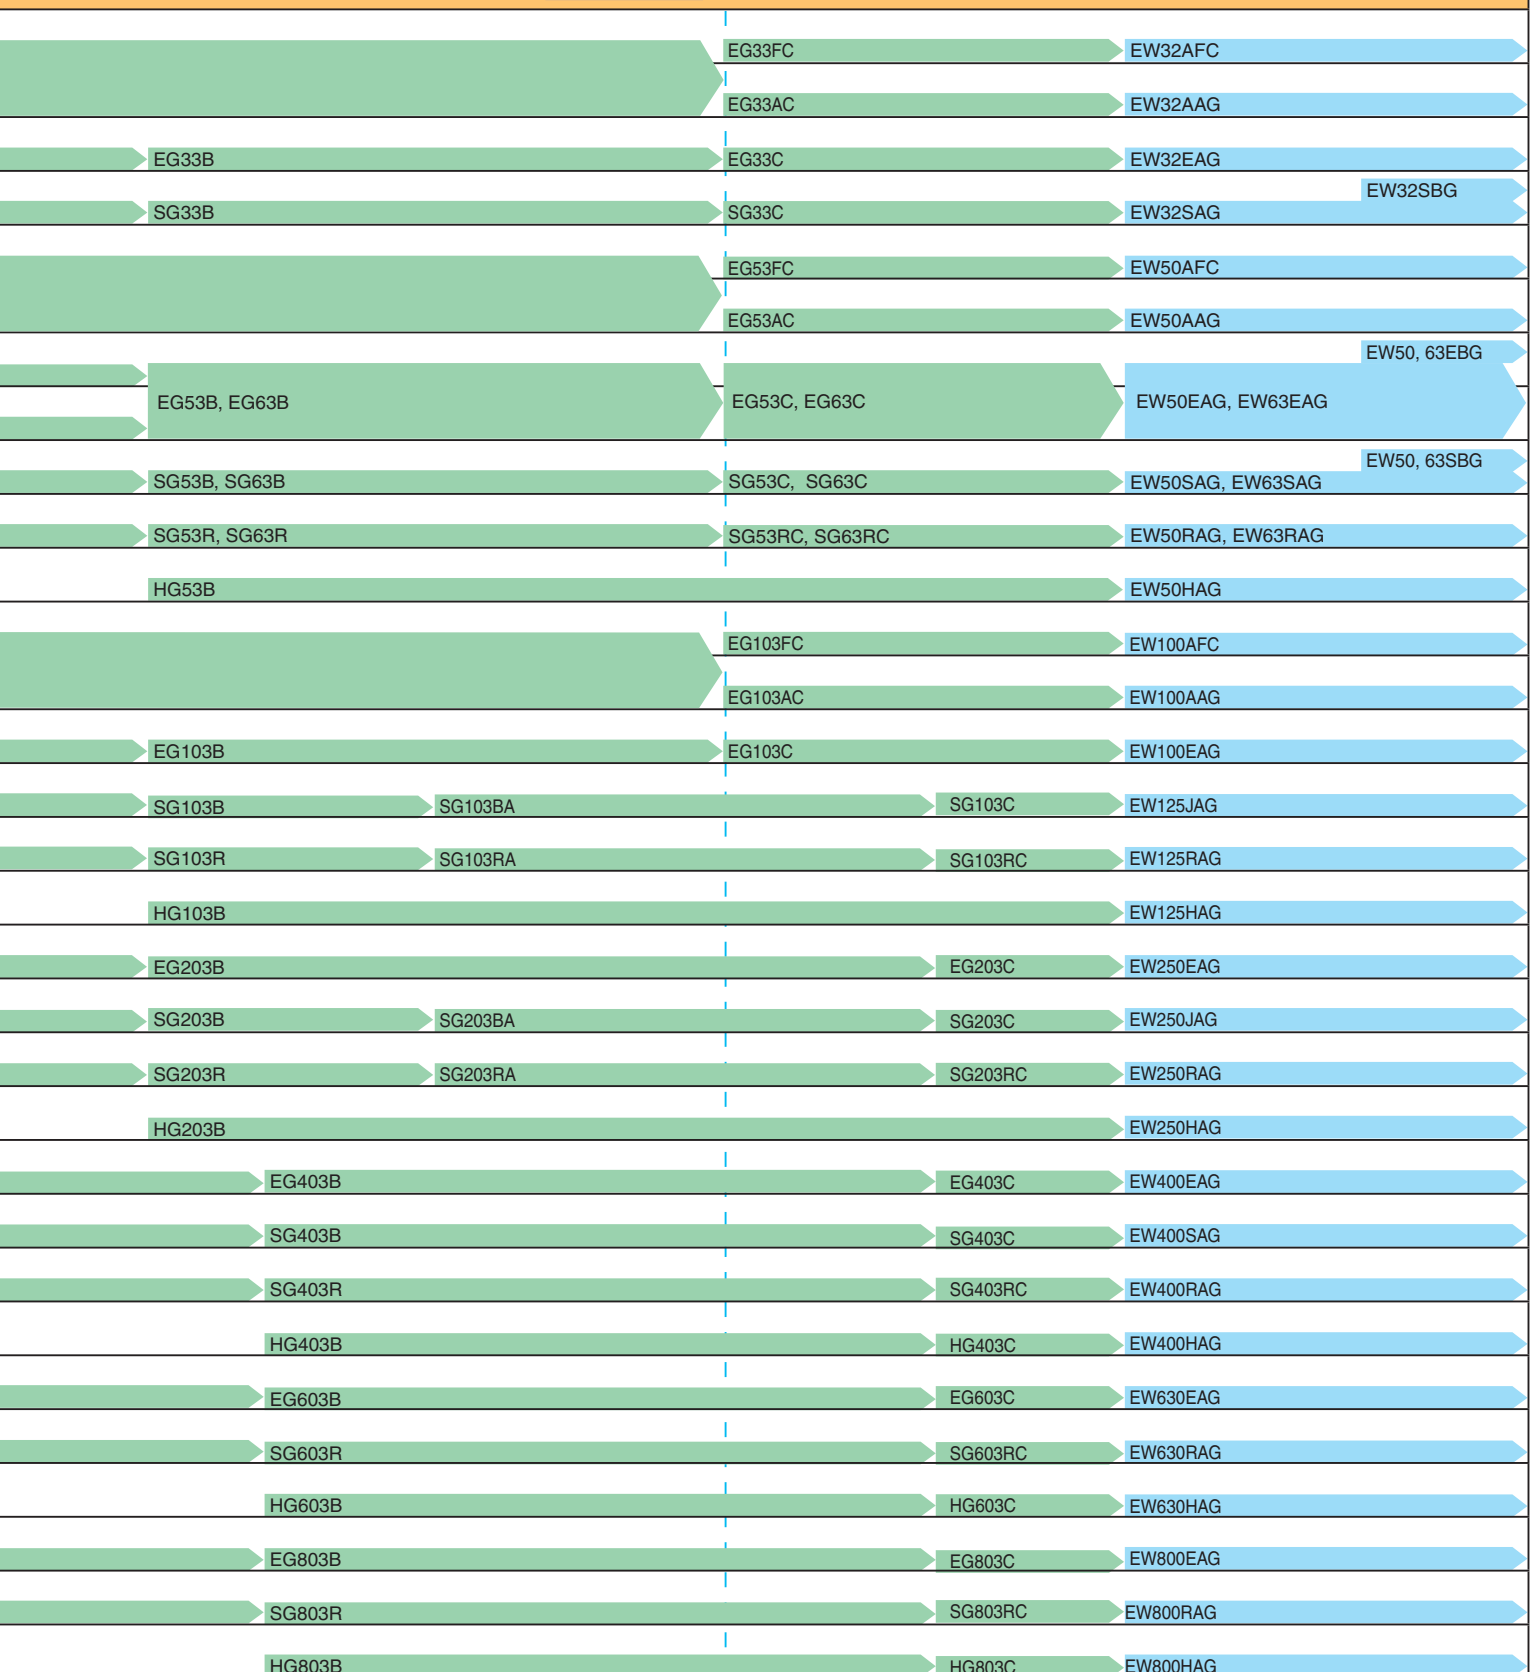 EG33FC EW32AFC
EG33AC EW32AAG
EG33B EG33C EW32EAG
EW32SBG
SG33B SG33C EW32SAG
EG53FC EW50AFC
EG53AC EW50AAG
EW50, 63EBG
EG53B, EG63B EG53C, EG63C EW50EAG, EW63EAG
EW50, 63SBG
SG53B, SG63B SG53C, SG63C EW50SAG, EW63SAG
SG53R, SG63R SG53RC, SG63RC EW50RAG, EW63RAG
HG53B EW50HAG
EG103FC EW100AFC
EG103AC EW100AAG
EG103B EG103C EW100EAG
SG103B SG103BA SG103C EW125JAG
SG103R SG103RA SG103RC EW125RAG
HG103B EW125HAG
EG203B EG203C EW250EAG
SG203B SG203BA SG203C EW250JAG
SG203R SG203RA SG203RC EW250RAG
HG203B EW250HAG
EG403B EG403C EW400EAG
SG403B SG403C EW400SAG
SG403R SG403RC EW400RAG
HG403B HG403C EW400HAG
EG603B EG603C EW630EAG
SG603R SG603RC EW630RAG
HG603B HG603C EW630HAG
EG803B EG803C EW800EAG
SG803R SG803RC EW800RAG
HG803B HG803C EW800HAG